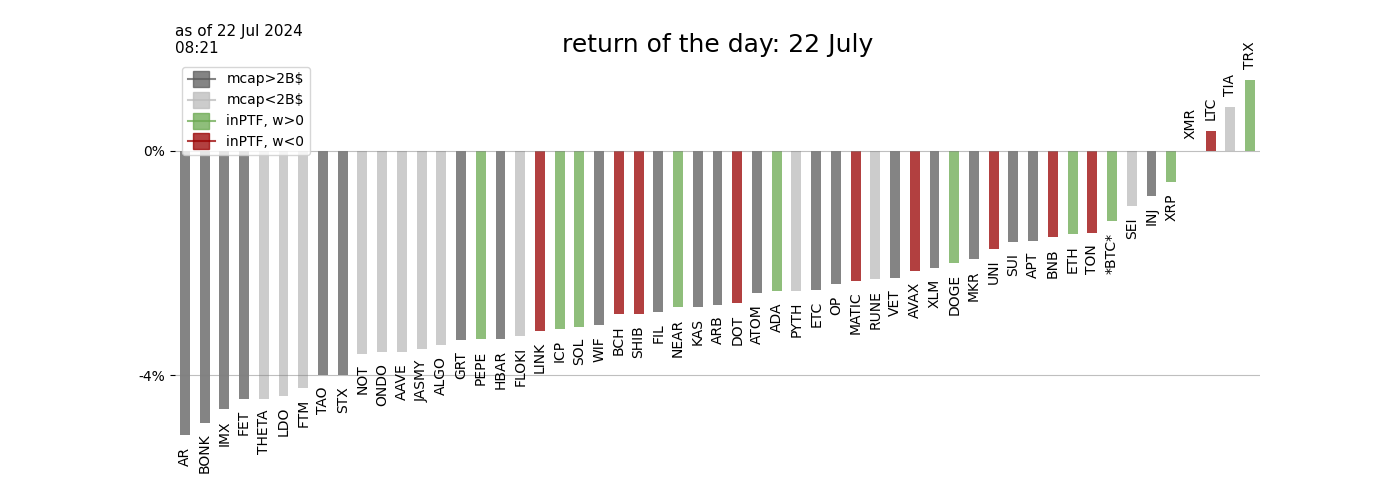 as of 22 Jul 2024
08:21
return of the day: 22 July
mcap>2B$
mcap<2B$
inPTF, w>0
inPTF, w<0
0%
-4%
AR
BONK
IMX
FET
THETA
LDO
FTM
TAO
STX
NOT
ONDO
AAVE
JASMY
ALGO
GRT
PEPE
HBAR
FLOKI
LINK
ICP
SOL
WIF
BCH
SHIB
FIL
NEAR
KAS
ARB
DOT
ATOM
ADA
PYTH
ETC
OP
MATIC
RUNE
VET
AVAX
XLM
DOGE
MKR
UNI
SUI
APT
BNB
ETH
TON
*BTC*
SEI
INJ
XRP
XMR
LTC
TIA
TRX